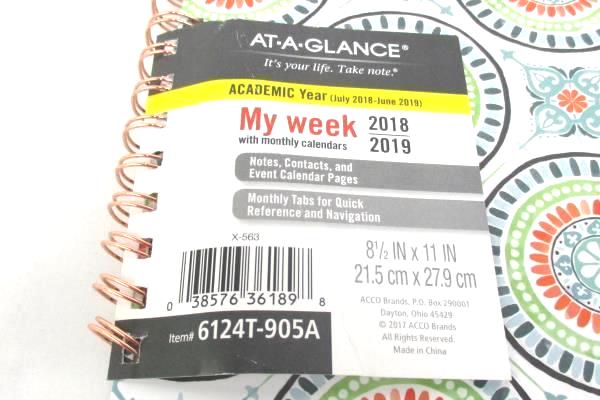 AT-A-GLANCE®
It's your life. Take note.®
ACADEMIC Year (July 2018-June 2019)
My week 2018
with monthly calendars 2019
Notes, Contacts, and
Event Calendar Pages
Monthly Tabs for Quick
Reference and Navigation
X-563
8 1/2 IN x 11 IN
21.5 cm x 27.9 cm
0 38576 36189 8
ACCO Brands, P.O. Box 290001
Dayton, Ohio 45429
© 2017 ACCO Brands
All Rights Reserved.
Made in China
Item# 6124T-905A